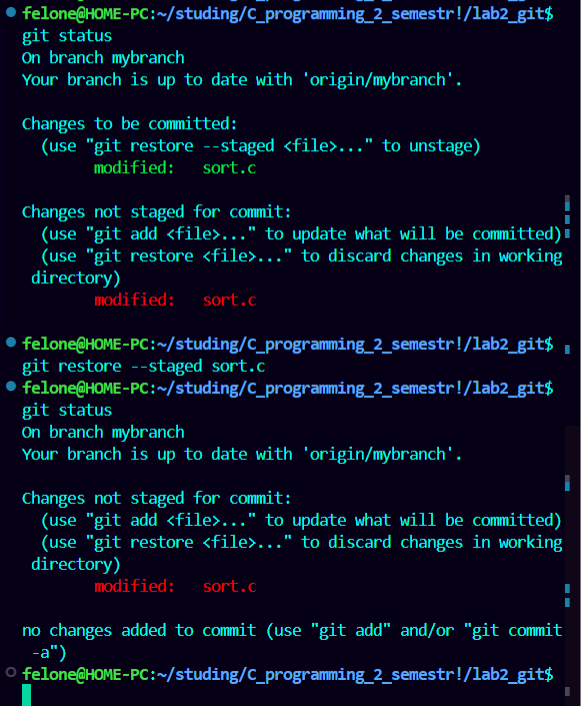 felone@HOME-PC:~/studing/C_programming_2_semestr!/lab2_git$
git status
On branch mybranch
Your branch is up to date with 'origin/mybranch'.
Changes to be committed:
(use "git restore --staged <file>..." to unstage)
modified:   sort.c
Changes not staged for commit:
(use "git add <file>..." to update what will be committed)
(use "git restore <file>..." to discard changes in working
directory)
modified:   sort.c
felone@HOME-PC:~/studing/C_programming_2_semestr!/lab2_git$
git restore --staged sort.c
felone@HOME-PC:~/studing/C_programming_2_semestr!/lab2_git$
git status
On branch mybranch
Your branch is up to date with 'origin/mybranch'.
Changes not staged for commit:
(use "git add <file>..." to update what will be committed)
(use "git restore <file>..." to discard changes in working
directory)
modified:   sort.c
no changes added to commit (use "git add" and/or "git commit
-a")
felone@HOME-PC:~/studing/C_programming_2_semestr!/lab2_git$